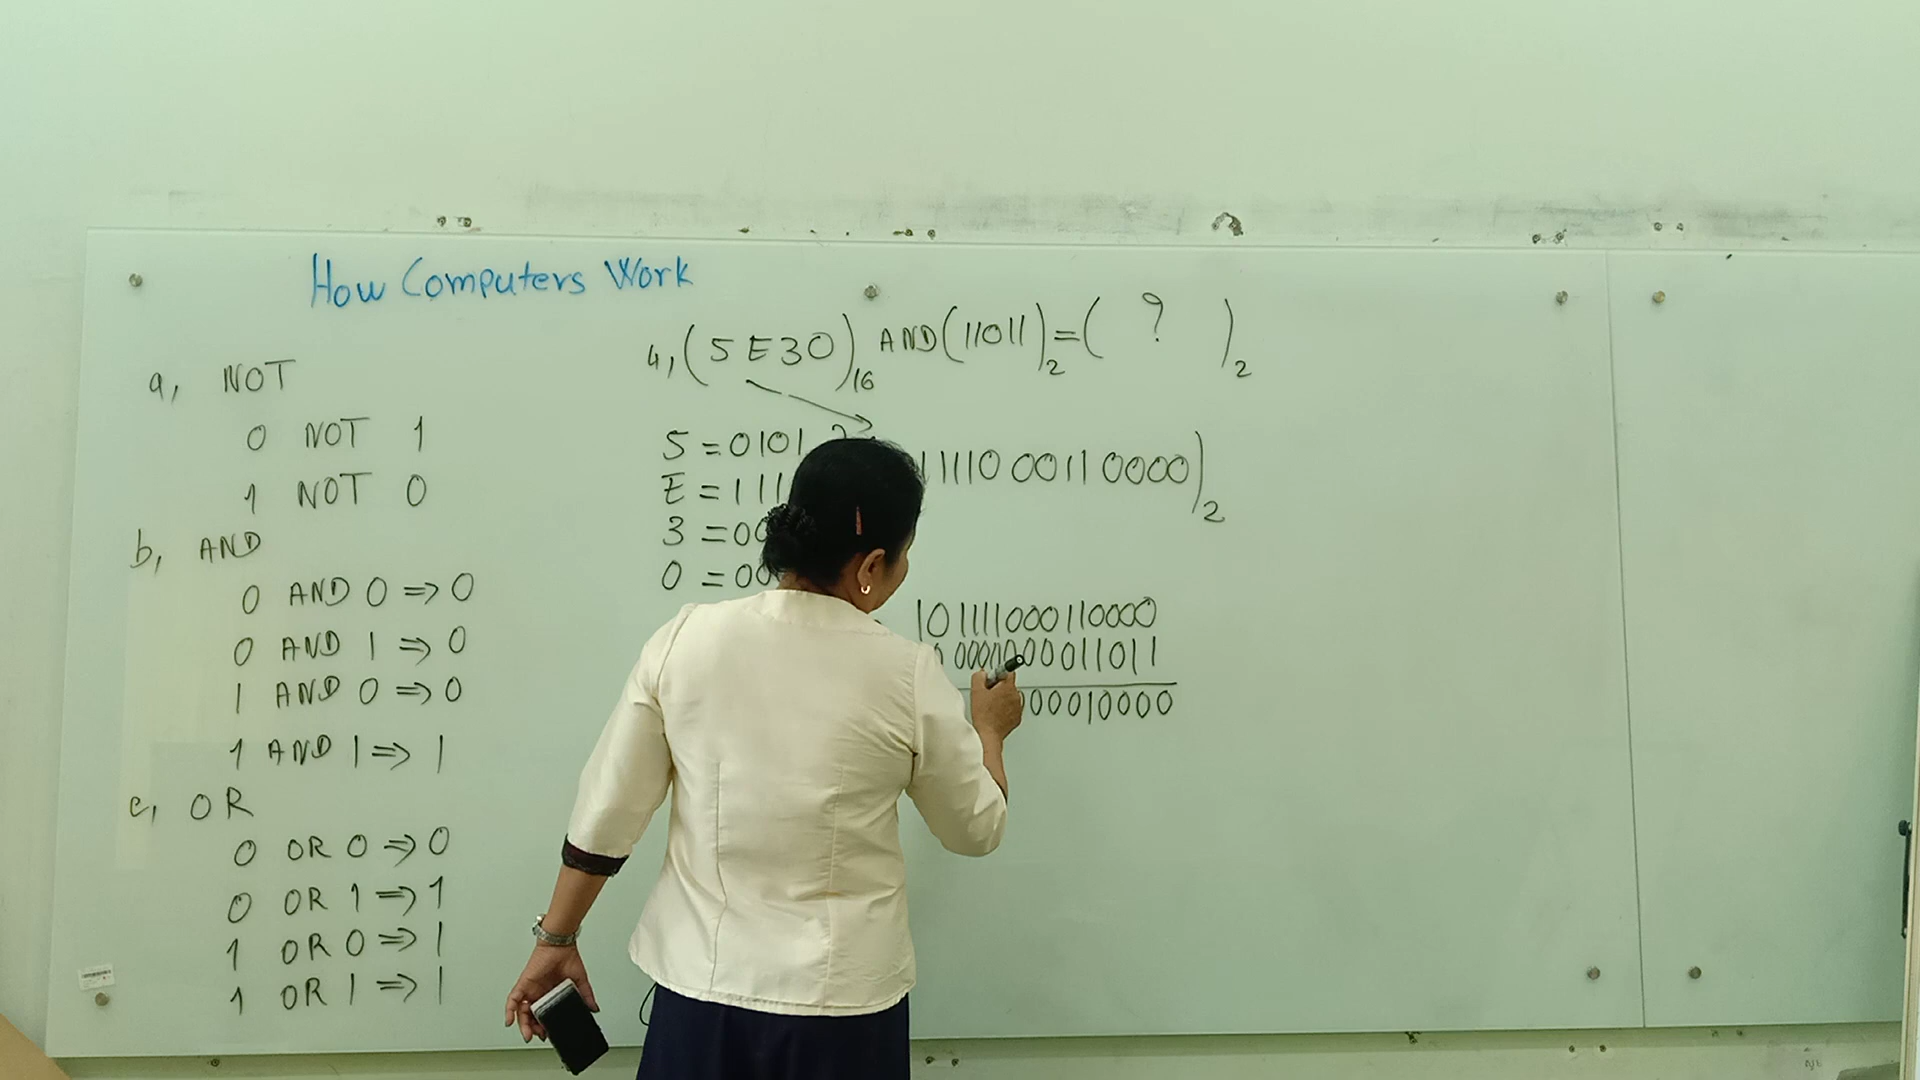 How Computers Work
a, NOT
0 NOT 1
1 NOT 0
b, AND
0 AND 0 => 0
0 AND 1 => 0
1 AND 0 => 0
1 AND 1 => 1
c, OR
0 OR 0 => 0
0 OR 1 => 1
1 OR 0 => 1
1 OR 1 => 1
4, (5E30)16 AND (11011)2 = ( ? )2
5 = 0101
E = 111
3 = 00
0 = 00
11110 0011 0000)2
101111000110000
0000000011011
000010000